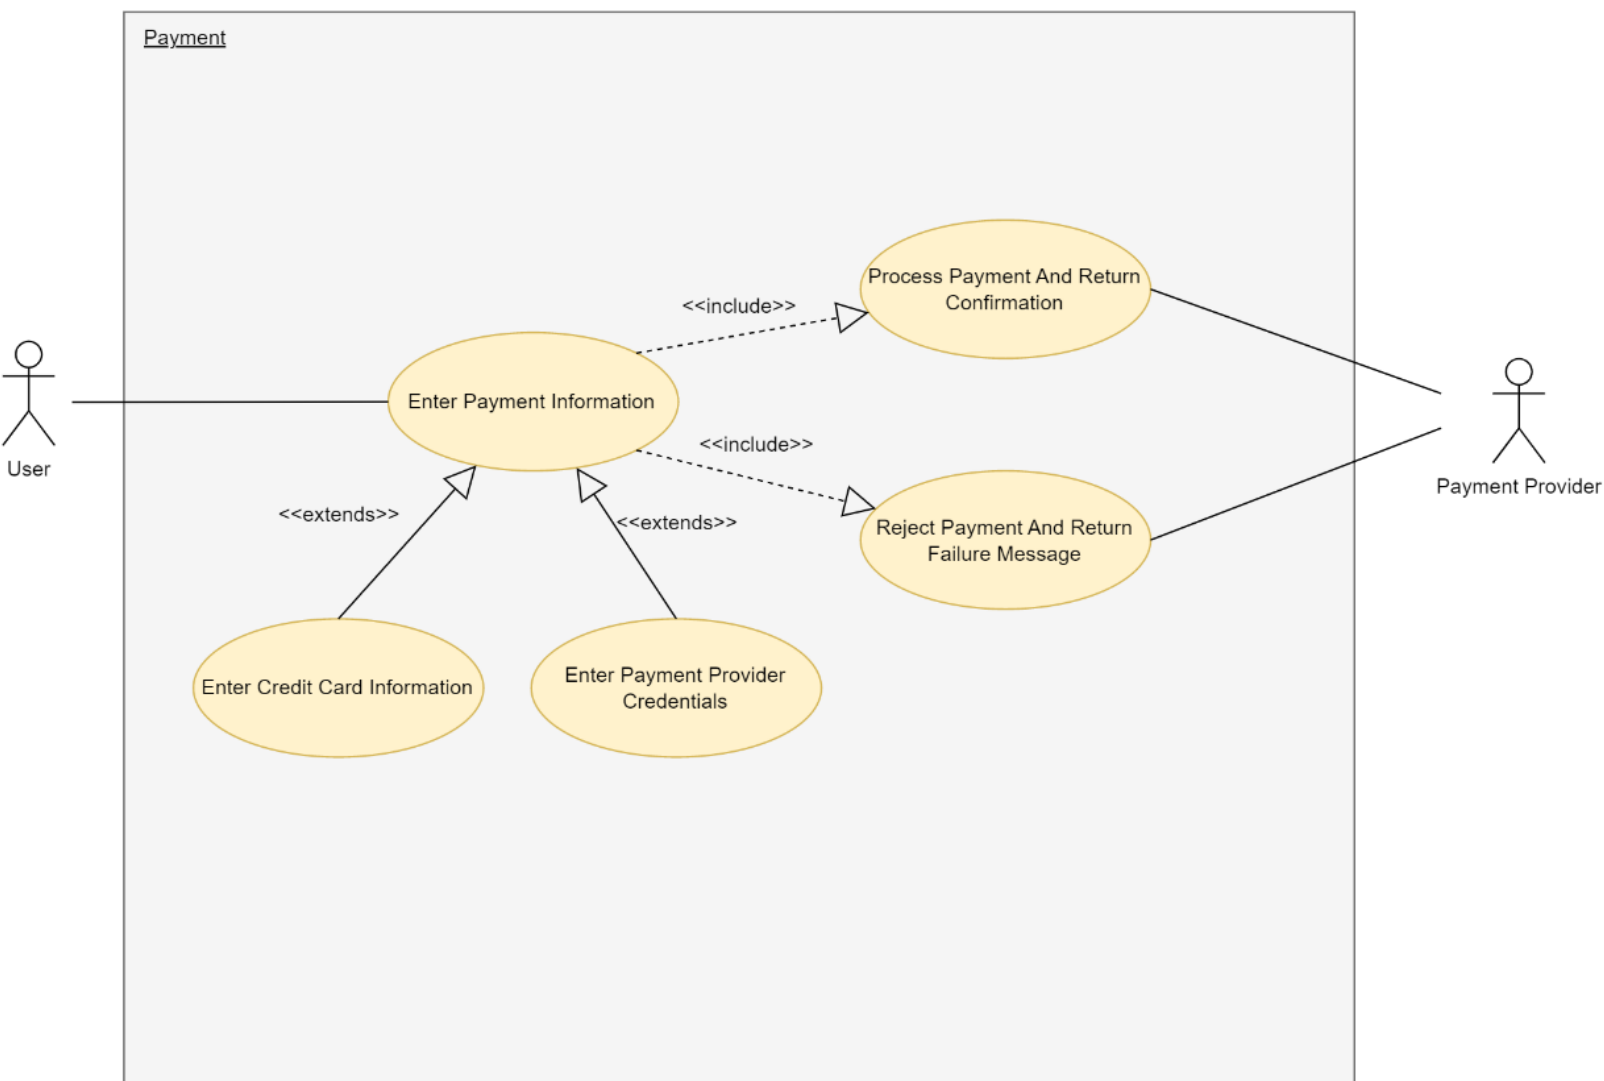 Payment
Process Payment And Return
Confirmation
<<include>>
Enter Payment Information
User
<<include>>
Payment Provider
<<extends>>
<<extends>>
Reject Payment And Return
Failure Message
Enter Credit Card Information
Enter Payment Provider
Credentials